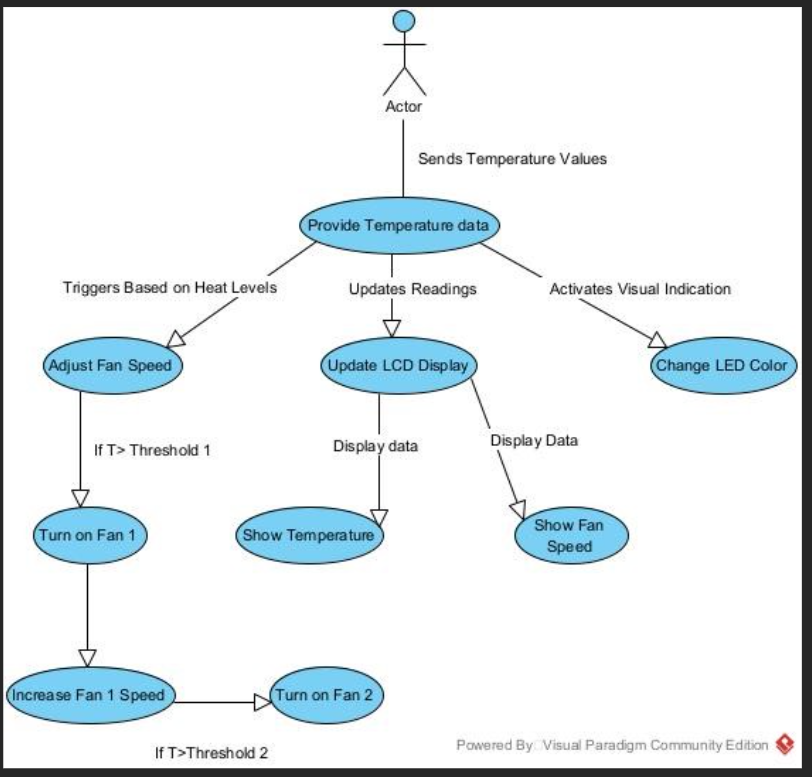 Actor
Sends Temperature Values
Provide Temperature data
Triggers Based on Heat Levels
Updates Readings
Activates Visual Indication
Adjust Fan Speed
Update LCD Display
Change LED Color
If T> Threshold 1
Display data
Display Data
Turn on Fan 1
Show Temperature
Show Fan
Speed
Increase Fan 1 Speed
Turn on Fan 2
If T>Threshold 2
Powered By Visual Paradigm Community Edition